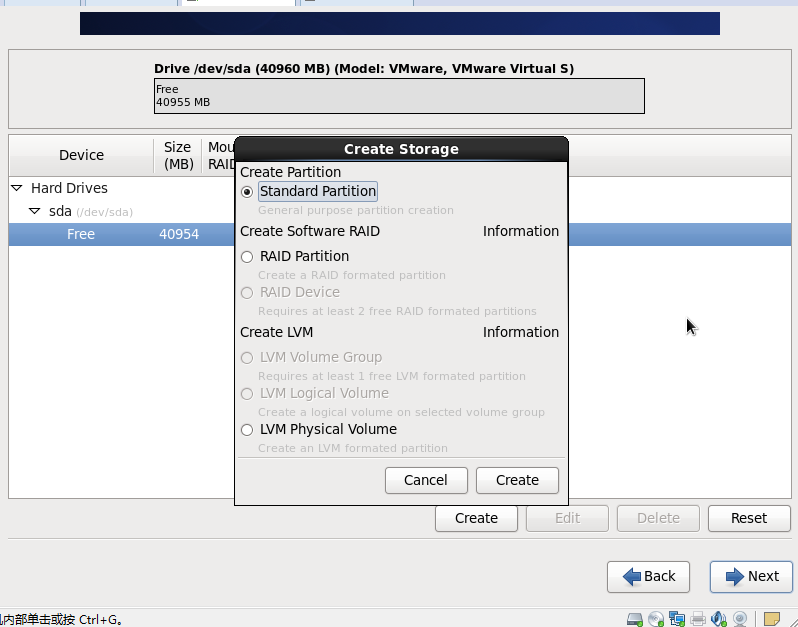 Drive /dev/sda (40960 MB) (Model: VMware, VMware Virtual S)
Free
40955 MB
Device
Size
(MB)
Mou
RAID
Hard Drives
sda (/dev/sda)
Free 40954
Create Storage
Create Partition
Standard Partition
General purpose partition creation
Create Software RAID Information
RAID Partition
Create a RAID formated partition
RAID Device
Requires at least 2 free RAID formated partitions
Create LVM Information
LVM Volume Group
Requires at least 1 free LVM formated partition
LVM Logical Volume
Create a logical volume on selected volume group
LVM Physical Volume
Create an LVM formated partition
Cancel Create
Create Edit Delete Reset
Back Next
内部单击或按 Ctrl+G。